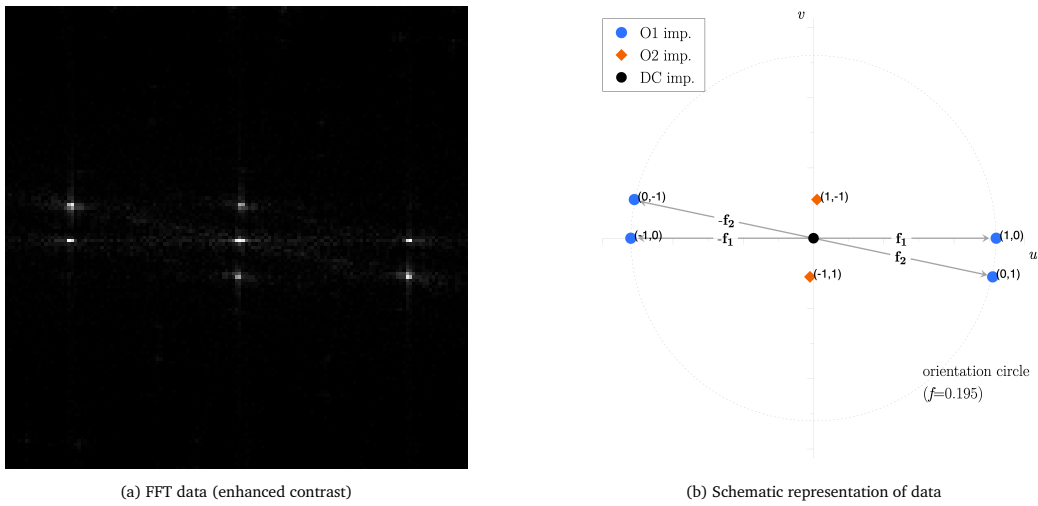 v
O1 imp.
O2 imp.
DC imp.
(0,-1)
(1,-1)
-f₂
(-1,0)
-f₁
f₁
(1,0)
f₂
u
(-1,1)
(0,1)
orientation circle
(f=0.195)
(a) FFT data (enhanced contrast)
(b) Schematic representation of data